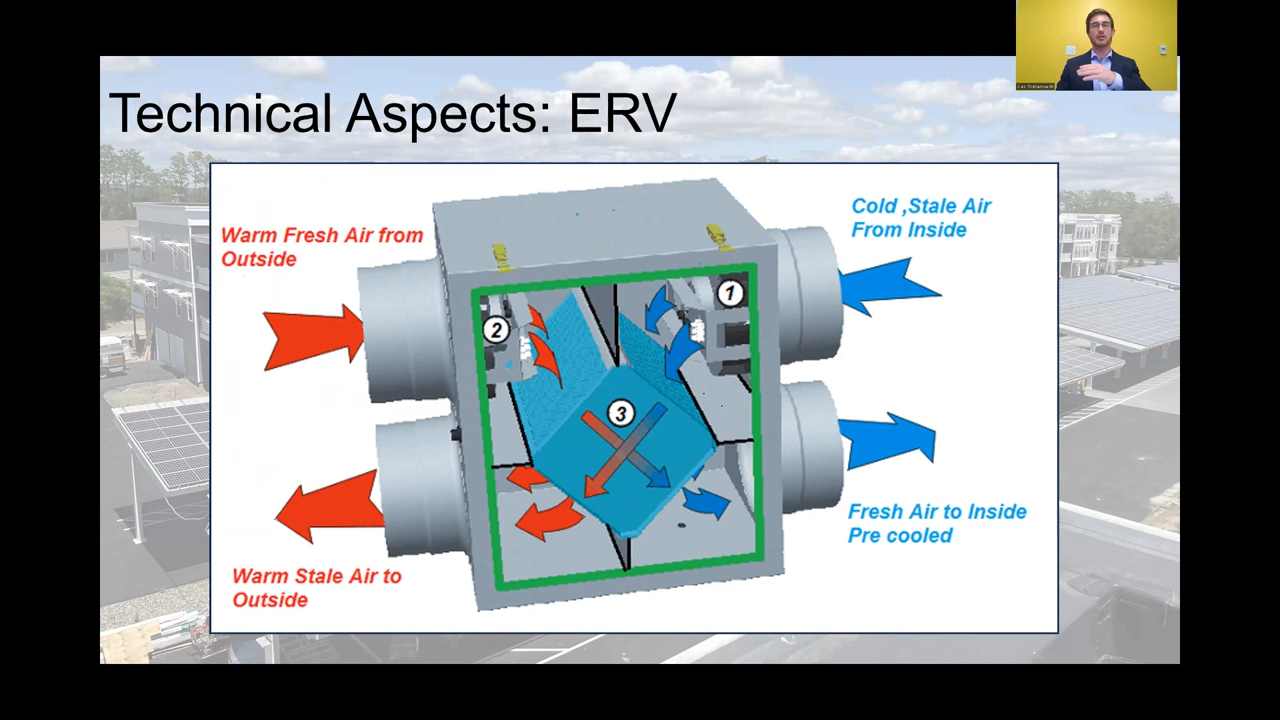 Technical Aspects: ERV
Warm Fresh Air from
Outside
Cold ,Stale Air
From Inside
1
2
3
Fresh Air to Inside
Pre cooled
Warm Stale Air to
Outside